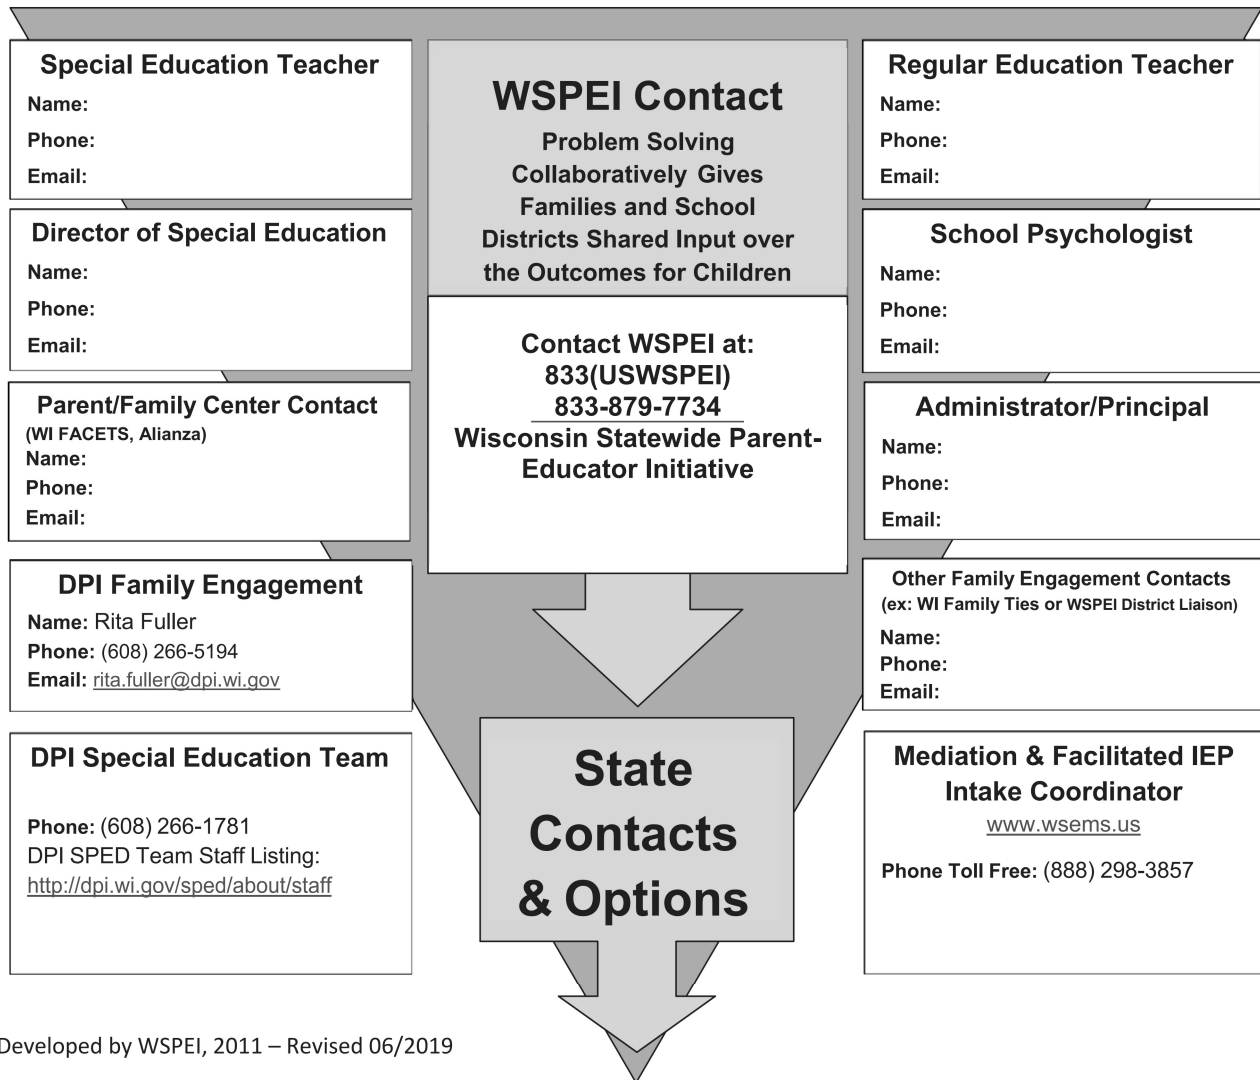 Special Education Teacher
Name:
Phone:
Email:
Director of Special Education
Name:
Phone:
Email:
Parent/Family Center Contact
(WI FACETS, Alianza)
Name:
Phone:
Email:
DPI Family Engagement
Name: Rita Fuller
Phone: (608) 266-5194
Email: rita.fuller@dpi.wi.gov
DPI Special Education Team
Phone: (608) 266-1781
DPI SPED Team Staff Listing:
http://dpi.wi.gov/sped/about/staff
WSPEI Contact
Problem Solving
Collaboratively Gives
Families and School
Districts Shared Input over
the Outcomes for Children
Contact WSPEI at:
833(USWSPEI)
833-879-7734
Wisconsin Statewide Parent-
Educator Initiative
State
Contacts
& Options
Regular Education Teacher
Name:
Phone:
Email:
School Psychologist
Name:
Phone:
Email:
Administrator/Principal
Name:
Phone:
Email:
Other Family Engagement Contacts
(ex: WI Family Ties or WSPEI District Liaison)
Name:
Phone:
Email:
Mediation & Facilitated IEP
Intake Coordinator
www.wsems.us
Phone Toll Free: (888) 298-3857
Developed by WSPEI, 2011 – Revised 06/2019